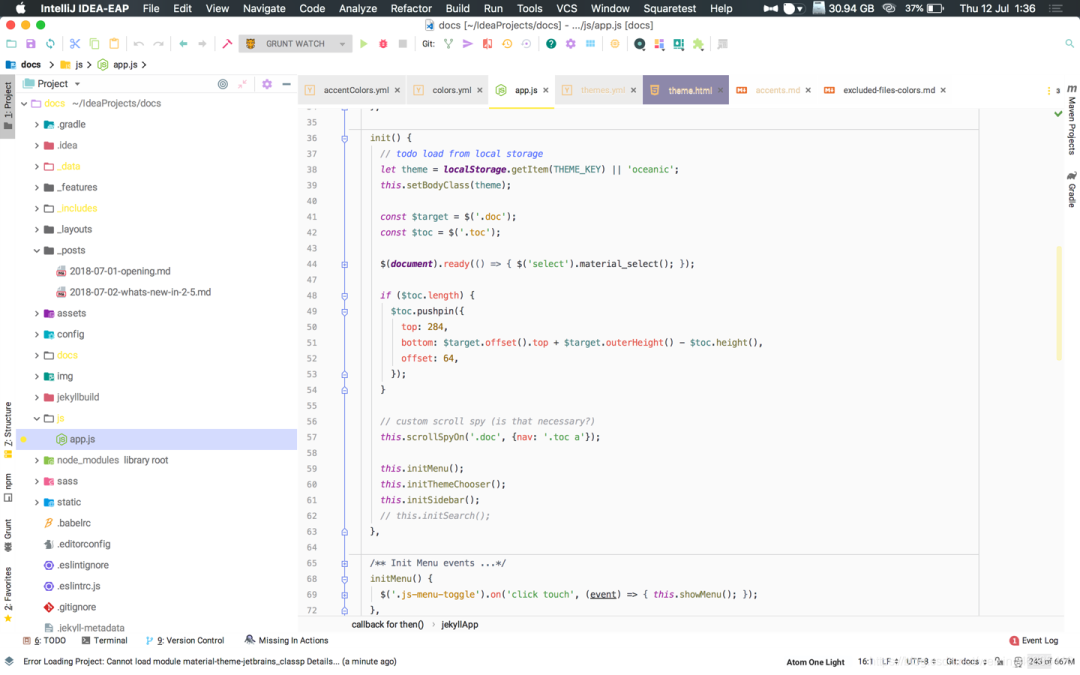 IntelliJ IDEA-EAP File Edit View Navigate Code Analyze Refactor Build Run Tools VCS Window Squaretest Help 30.94 GB 37% Thu 12 Jul 1:36
docs [~/IdeaProjects/docs] - .../js/app.js [docs]
GRUNT WATCH Git:
docs js app.js
Project
accentColors.yml colors.yml app.js themes.yml theme.html accents.md excluded-files-colors.md 3
1: Project
Z: Structure
npm
Grunt
2: Favorites
Maven Projects
Gradle
docs ~/IdeaProjects/docs
.gradle
.idea
_data
_features
_includes
_layouts
_posts
2018-07-01-opening.md
2018-07-02-whats-new-in-2-5.md
assets
config
docs
img
jekyllbuild
js
app.js
node_modules library root
sass
static
.babelrc
.editorconfig
.eslintignore
.eslintrc.js
.gitignore
.jekyll-metadata
35
36 init() {
37 // todo load from local storage
38 let theme = localStorage.getItem(THEME_KEY) || 'oceanic';
39 this.setBodyClass(theme);
40
41 const $target = $('.doc');
42 const $toc = $('.toc');
43
44 $(document).ready(() => { $('select').material_select(); });
47
48 if ($toc.length) {
49 $toc.pushpin({
50 top: 284,
51 bottom: $target.offset().top + $target.outerHeight() - $toc.height(),
52 offset: 64,
53 });
54 }
55
56 // custom scroll spy (is that necessary?)
57 this.scrollSpyOn('.doc', {nav: '.toc a'});
58
59 this.initMenu();
60 this.initThemeChooser();
61 this.initSidebar();
62 // this.initSearch();
63 },
64
65 /** Init Menu events ...*/
68 initMenu() {
69 $('.js-menu-toggle').on('click touch', (event) => { this.showMenu(); });
72 },
callback for then() jekyllApp
6: TODO Terminal 9: Version Control Missing In Actions 1 Event Log
Error Loading Project: Cannot load module material-theme-jetbrains_classp Details... (a minute ago) Atom One Light 16:1 LF UTF-8 Git: docs 243 of 667M